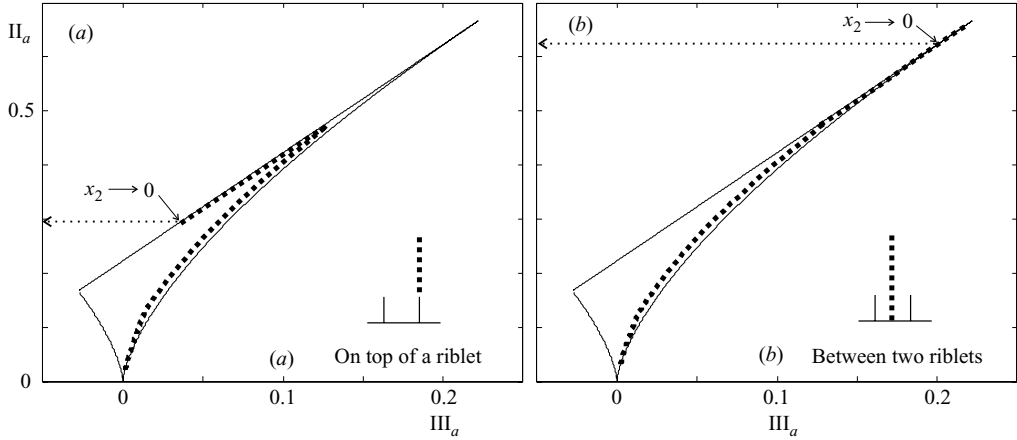 II_a (a) (b) x_2 → 0
0.5
x_2 → 0
(a) On top of a riblet (b) Between two riblets
0
0 0.1 0.2 0 0.1 0.2
III_a III_a